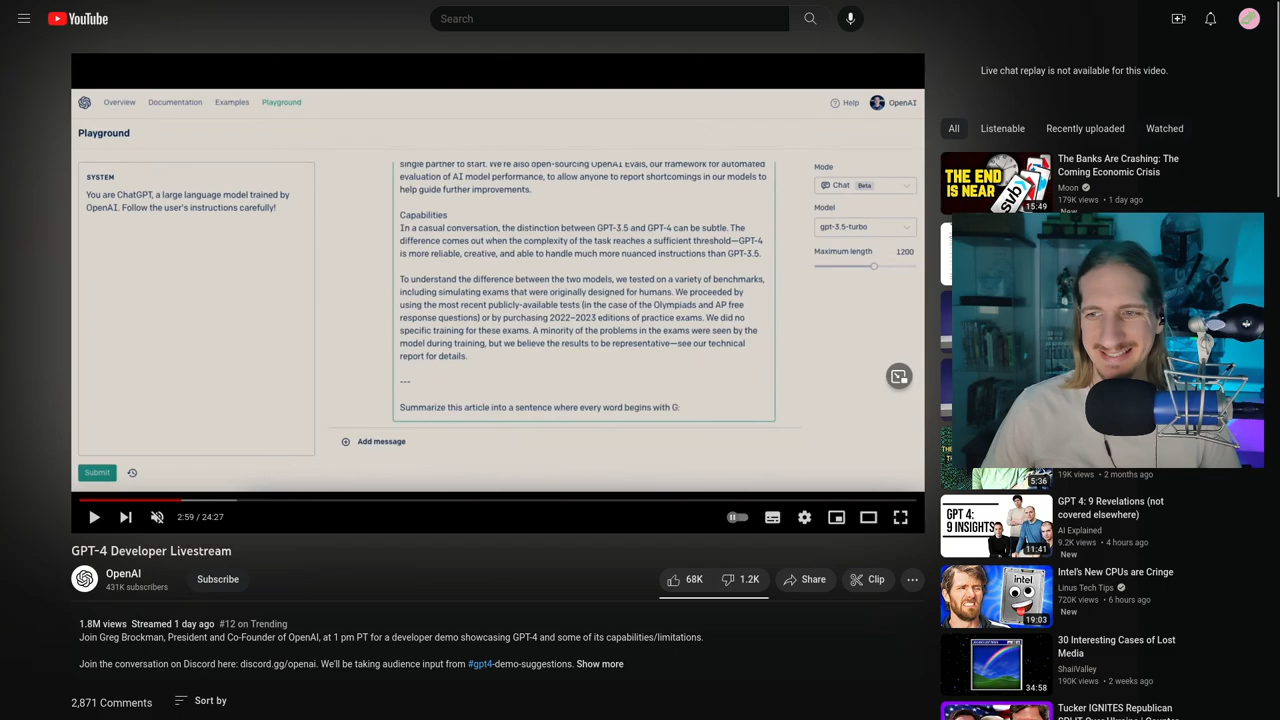 YouTube
Search
Overview
Documentation
Examples
Playground
Help
OpenAI
Playground
SYSTEM
You are ChatGPT, a large language model trained by
OpenAI. Follow the user's instructions carefully!
Submit
single partner to start. We're also open-sourcing OpenAI Evals, our framework for automated
evaluation of AI model performance, to allow anyone to report shortcomings in our models to
help guide further improvements.
Capabilities
In a casual conversation, the distinction between GPT-3.5 and GPT-4 can be subtle. The
difference comes out when the complexity of the task reaches a sufficient threshold—GPT-4
is more reliable, creative, and able to handle much more nuanced instructions than GPT-3.5.
To understand the difference between the two models, we tested on a variety of benchmarks,
including simulating exams that were originally designed for humans. We proceeded by
using the most recent publicly-available tests (in the case of the Olympiads and AP free
response questions) or by purchasing 2022–2023 editions of practice exams. We did no
specific training for these exams. A minority of the problems in the exams were seen by the
model during training, but we believe the results to be representative—see our technical
report for details.
---
Summarize this article into a sentence where every word begins with G:
Add message
Mode
Chat Beta
Model
gpt-3.5-turbo
Maximum length 1200
2:59 / 24:27
GPT-4 Developer Livestream
OpenAI
431K subscribers
Subscribe
68K
1.2K
Share
Clip
1.8M views Streamed 1 day ago #12 on Trending
Join Greg Brockman, President and Co-Founder of OpenAI, at 1 pm PT for a developer demo showcasing GPT-4 and some of its capabilities/limitations.
Join the conversation on Discord here: discord.gg/openai. We'll be taking audience input from #gpt4-demo-suggestions. Show more
2,871 Comments
Sort by
Live chat replay is not available for this video.
All
Listenable
Recently uploaded
Watched
THE END
IS NEAR
svb
15:49
The Banks Are Crashing: The
Coming Economic Crisis
Moon
179K views • 1 day ago
New
5:36
19K views • 2 months ago
GPT 4:
9 INSIGHTS
11:41
GPT 4: 9 Revelations (not
covered elsewhere)
AI Explained
9.2K views • 4 hours ago
New
intel
19:03
Intel's New CPUs are Cringe
Linus Tech Tips
720K views • 6 hours ago
New
34:58
30 Interesting Cases of Lost
Media
ShaiiValley
190K views • 2 weeks ago
Tucker IGNITES Republican